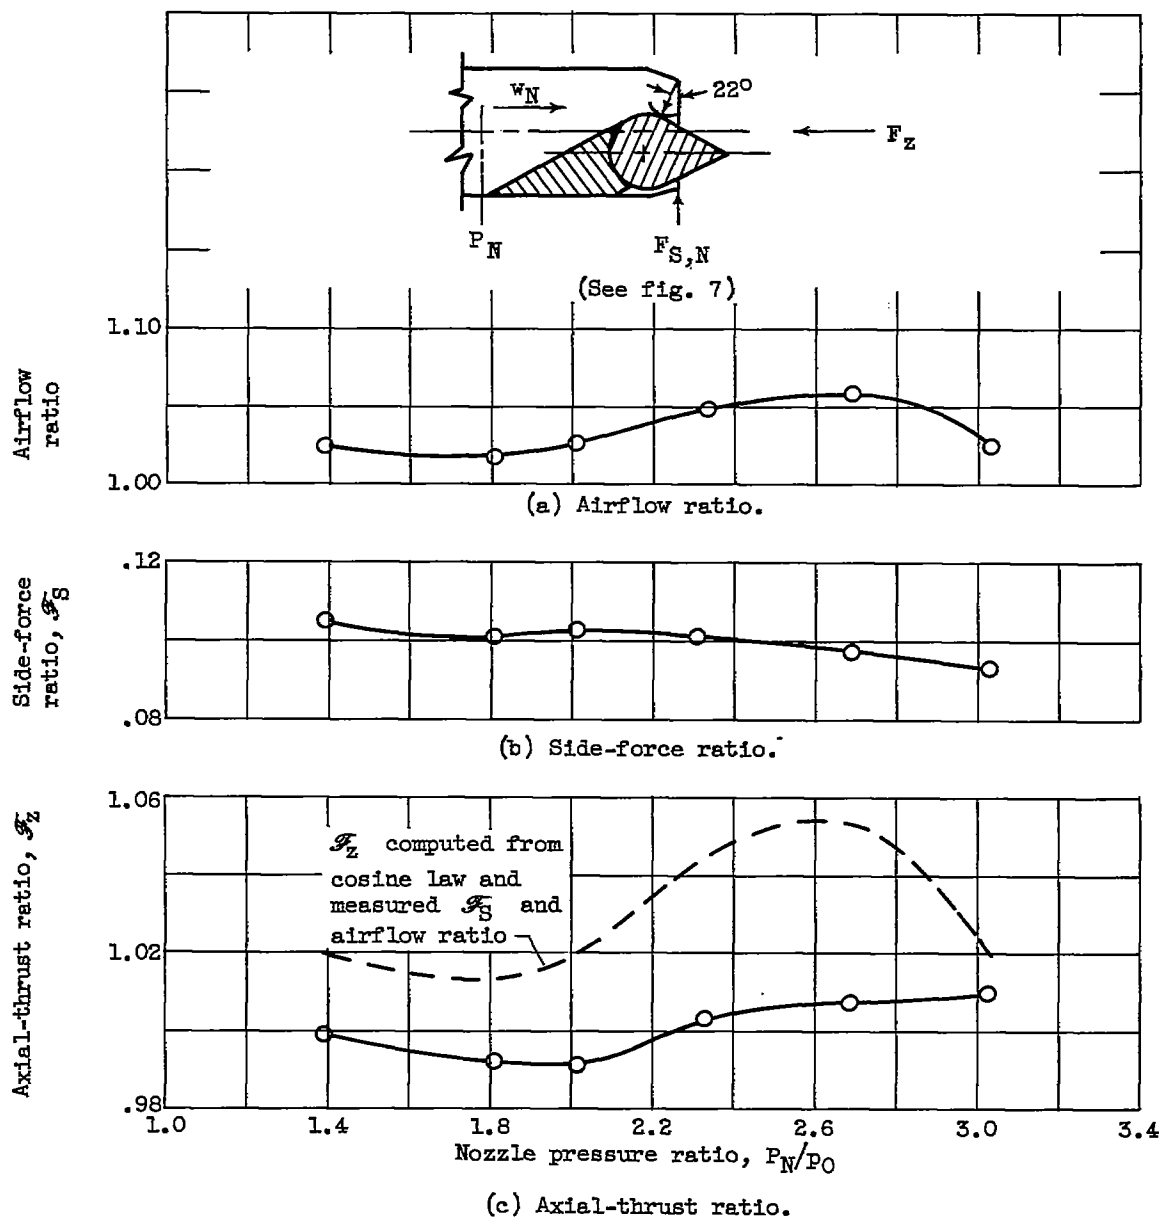 22°
w_N
F_z
P_N
F_S,N
(See fig. 7)
1.10
1.00
Airflow
ratio
(a) Airflow ratio.
.12
.08
Side-force
ratio, ℱ_S
(b) Side-force ratio.
1.06
1.02
.98
Axial-thrust ratio, ℱ_z
ℱ_z computed from
cosine law and
measured ℱ_S and
airflow ratio
1.0 1.4 1.8 2.2 2.6 3.0 3.4
Nozzle pressure ratio, P_N/p_0
(c) Axial-thrust ratio.